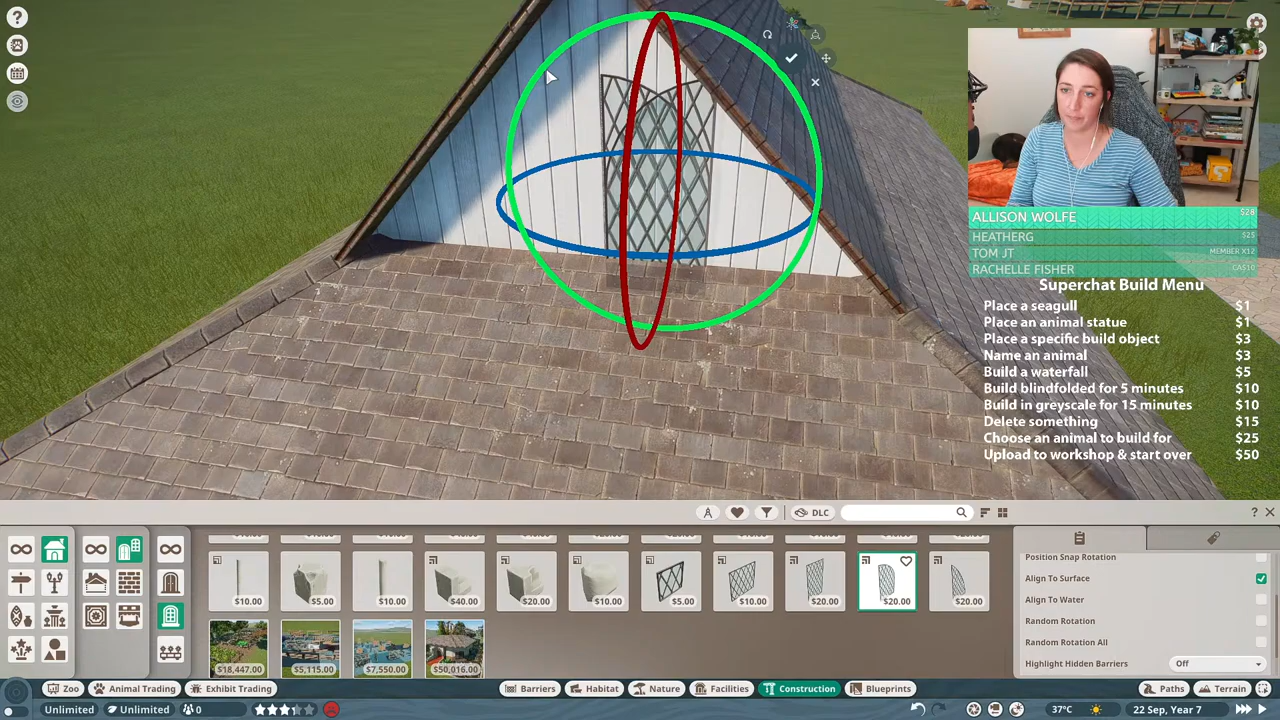 ALLISON WOLFE $28
HEATHERG $25
TOM JT MEMBER X12
RACHELLE FISHER CA$10
Superchat Build Menu
Place a seagull $1
Place an animal statue $1
Place a specific build object $3
Name an animal $3
Build a waterfall $5
Build blindfolded for 5 minutes $10
Build in greyscale for 15 minutes $10
Delete something $15
Choose an animal to build for $25
Upload to workshop & start over $50
DLC
? ×
$10.00 $5.00 $10.00 $40.00 $20.00 $10.00 $5.00 $10.00 $20.00 $20.00 $20.00
$18,447.00 $5,115.00 $7,550.00 $50,016.00
Position Snap Rotation
Align To Surface
Align To Water
Random Rotation
Random Rotation All
Highlight Hidden Barriers Off
Zoo Animal Trading Exhibit Trading Barriers Habitat Nature Facilities Construction Blueprints Paths Terrain
Unlimited Unlimited 0 37°C 22 Sep, Year 7